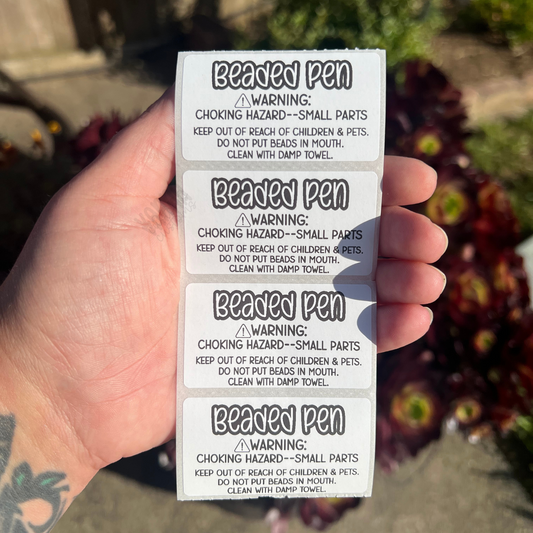 Beaded Pen
⚠WARNING:
CHOKING HAZARD--SMALL PARTS
KEEP OUT OF REACH OF CHILDREN & PETS.
DO NOT PUT BEADS IN MOUTH.
CLEAN WITH DAMP TOWEL.
Beaded Pen
⚠WARNING:
CHOKING HAZARD--SMALL PARTS
KEEP OUT OF REACH OF CHILDREN & PETS.
DO NOT PUT BEADS IN MOUTH.
CLEAN WITH DAMP TOWEL.
Beaded Pen
⚠WARNING:
CHOKING HAZARD--SMALL PARTS
KEEP OUT OF REACH OF CHILDREN & PETS.
DO NOT PUT BEADS IN MOUTH.
CLEAN WITH DAMP TOWEL.
Beaded Pen
⚠WARNING:
CHOKING HAZARD--SMALL PARTS
KEEP OUT OF REACH OF CHILDREN & PETS.
DO NOT PUT BEADS IN MOUTH.
CLEAN WITH DAMP TOWEL.